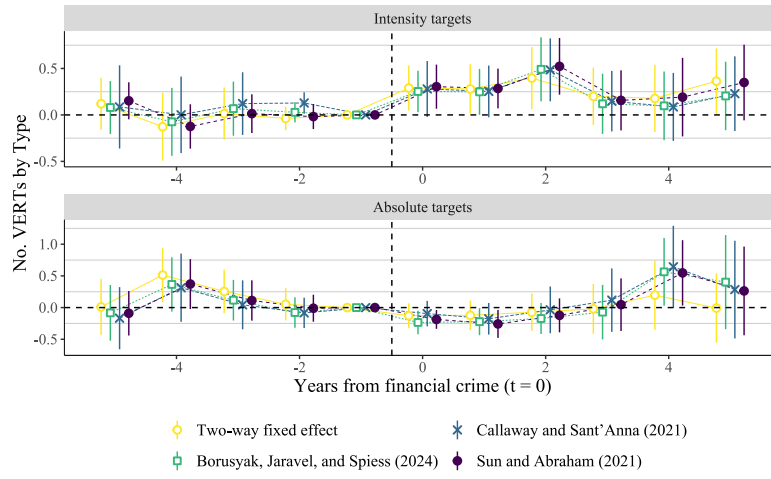 Intensity targets
0.5
0.0
-0.5
-4
-2
0
2
4
Absolute targets
1.0
0.5
0.0
-0.5
-4
-2
0
2
4
No. VERTs by Type
Years from financial crime (t = 0)
Two-way fixed effect
Callaway and Sant'Anna (2021)
Borusyak, Jaravel, and Spiess (2024)
Sun and Abraham (2021)